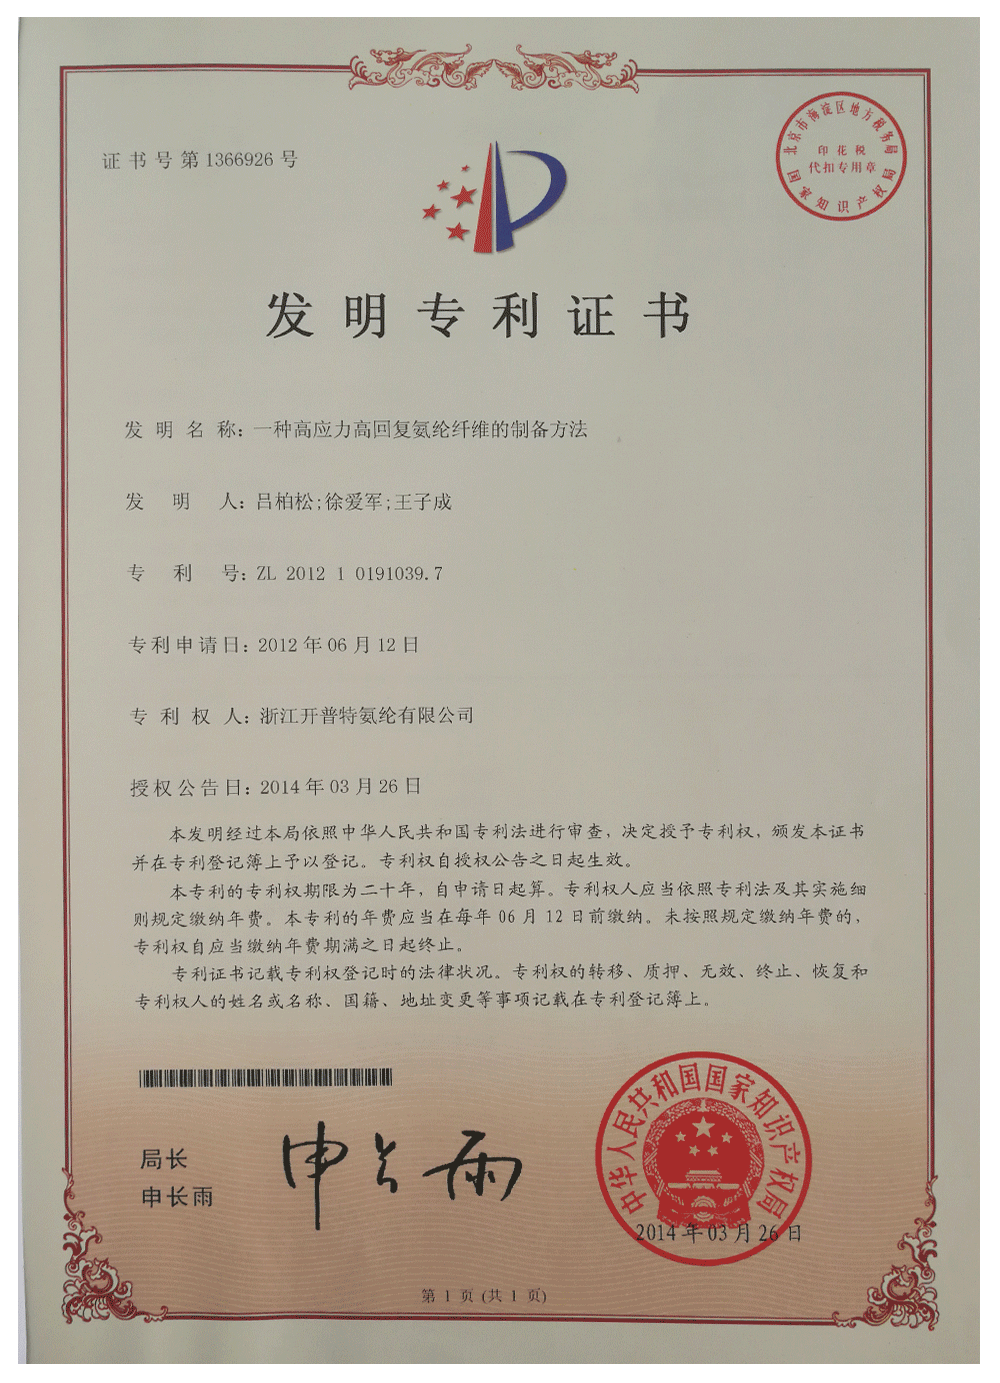 证书号第1366926号
北京市海淀区地方税务局
印花税
代扣专用章
国家知识产权局
发明专利证书
发明名称：一种高应力高回复氨纶纤维的制备方法
发明人：吕柏松;徐爱军;王子成
专利号：ZL 2012 1 0191039.7
专利申请日：2012年06月12日
专利权人：浙江开普特氨纶有限公司
授权公告日：2014年03月26日
本发明经过本局依照中华人民共和国专利法进行审查，决定授予专利权，颁发本证书
并在专利登记簿上予以登记。专利权自授权公告之日起生效。
本专利的专利权期限为二十年，自申请日起算。专利权人应当依照专利法及其实施细
则规定缴纳年费。本专利的年费应当在每年06月12日前缴纳。未按照规定缴纳年费的，
专利权自应当缴纳年费期满之日起终止。
专利证书记载专利权登记时的法律状况。专利权的转移、质押、无效、终止、恢复和
专利权人的姓名或名称、国籍、地址变更等事项记载在专利登记簿上。
局长
申长雨
申长雨
中华人民共和国国家知识产权局
2014年03月26日
第1页(共1页)